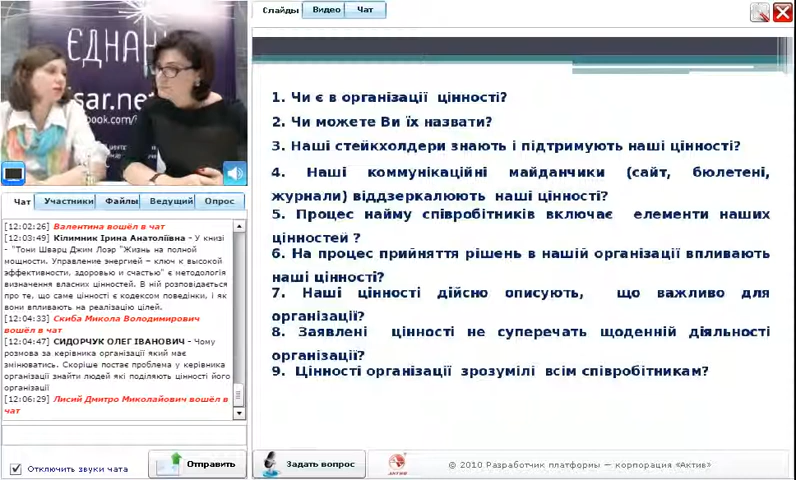 Слайды Видео Чат
ЄДНАН
sar.ne
cebook.com/i
Чат Участники Файлы Ведущий Опрос
[12:02:26] Валентина вошёл в чат
[12:03:49] Кілимник Ірина Анатоліївна - У книзі
- "Тони Шварц Джим Лоэр "Жизнь на полной
мощности. Управление энергией – ключ к высокой
эффективности, здоровью и счастью" є методологія
визначення власних цінностей. В ній розповідається
про те, що саме цінності є кодексом поведінки, і як
вони впливають на реалізацію цілей.
[12:04:33] Скиба Микола Володимирович
вошёл в чат
[12:04:47] СИДОРЧУК ОЛЕГ ІВАНОВИЧ - Чому
розмова за керівника організації який має
змінюватись. Скоріше постає проблема у керівника
організації знайти людей які поділяють цінності його
організації
[12:06:29] Лисий Дмитро Миколайович вошёл в
чат
Отключить звуки чата
Отправить
1. Чи є в організації цінності?
2. Чи можете Ви їх назвати?
3. Наші стейкхолдери знають і підтримують наші цінності?
4. Наші коммунікаційні майданчики (сайт, бюлетені,
журнали) віддзеркалюють наші цінності?
5. Процес найму співробітників включає елементи наших
цінностей ?
6. На процес прийняття рішень в нашій організації впливають
наші цінності?
7. Наші цінності дійсно описують, що важливо для
організації?
8. Заявлені цінності не суперечать щоденній діяльності
організації?
9. Цінності організації зрозумілі всім співробітникам?
Задать вопрос
АКТИВ
© 2010 Разработчик платформы — корпорация «Актив»